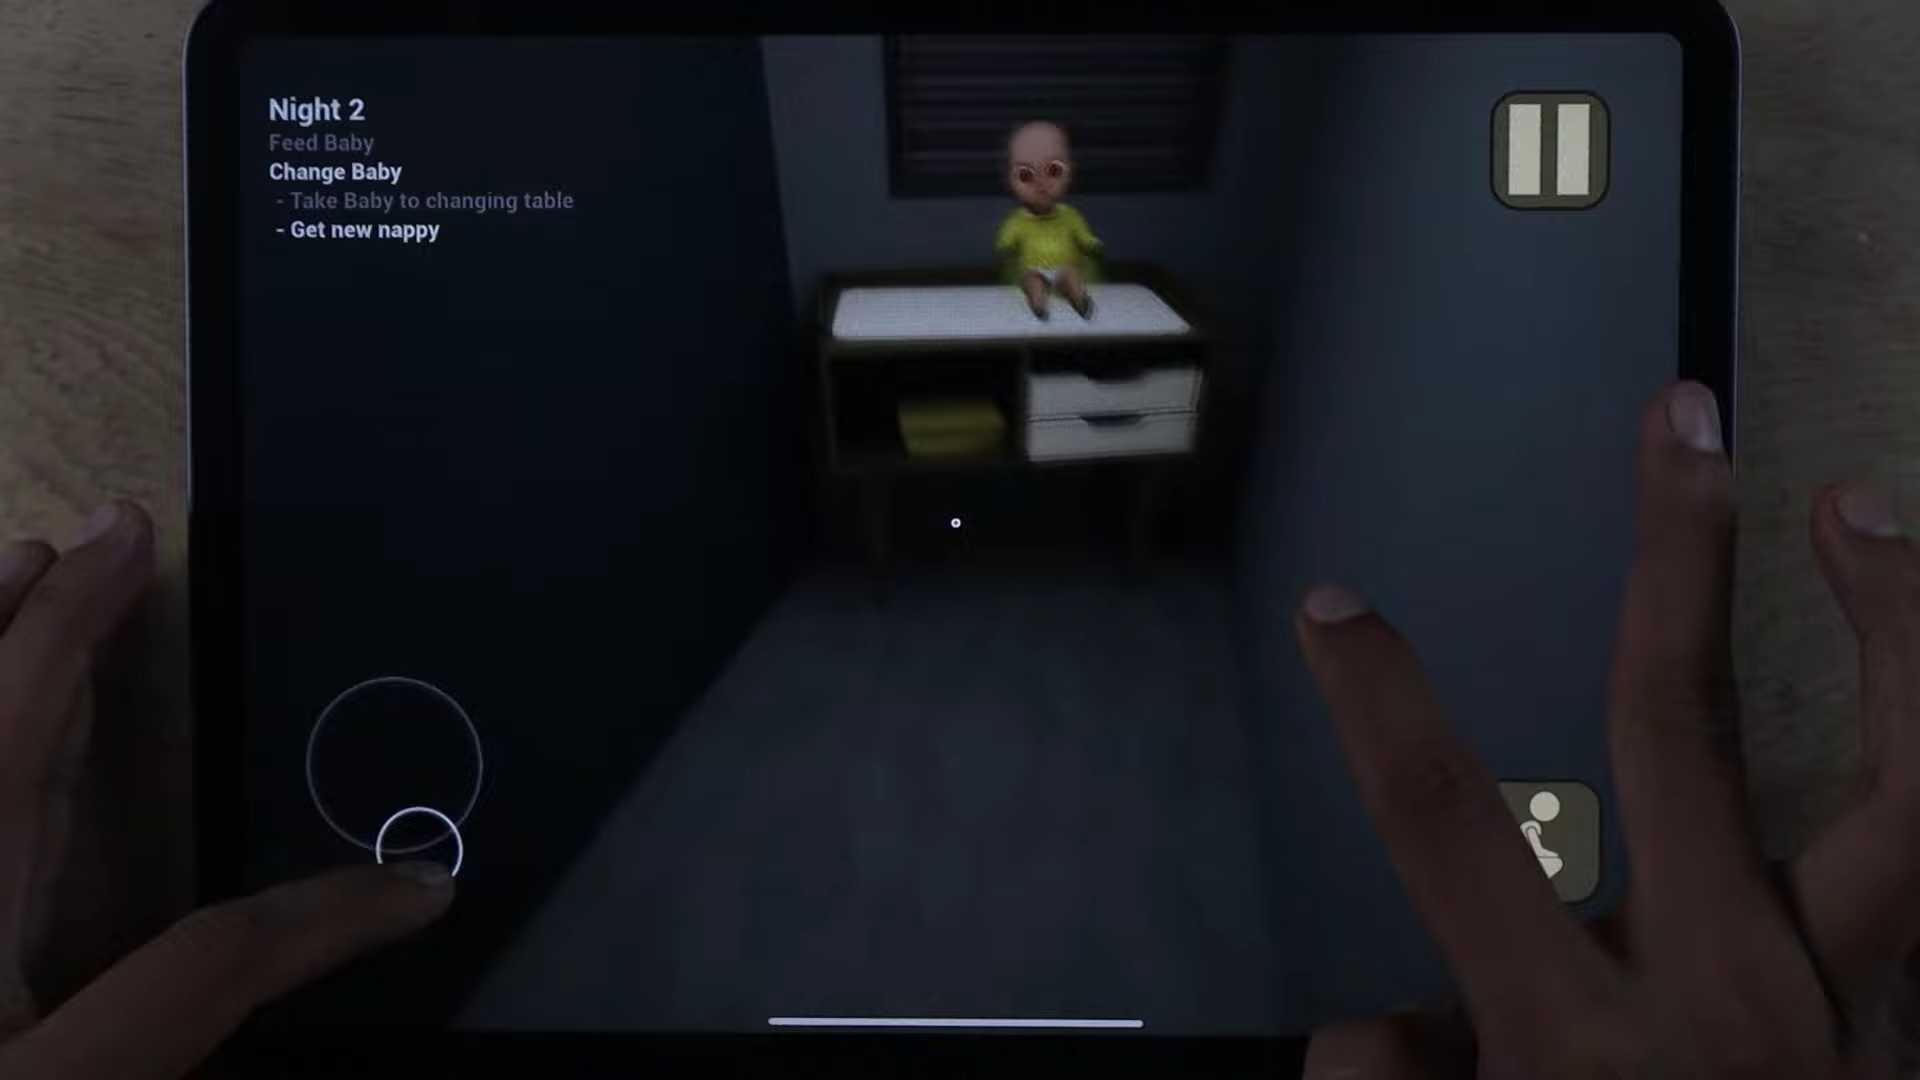 Night 2
Feed Baby
Change Baby
- Take Baby to changing table
- Get new nappy